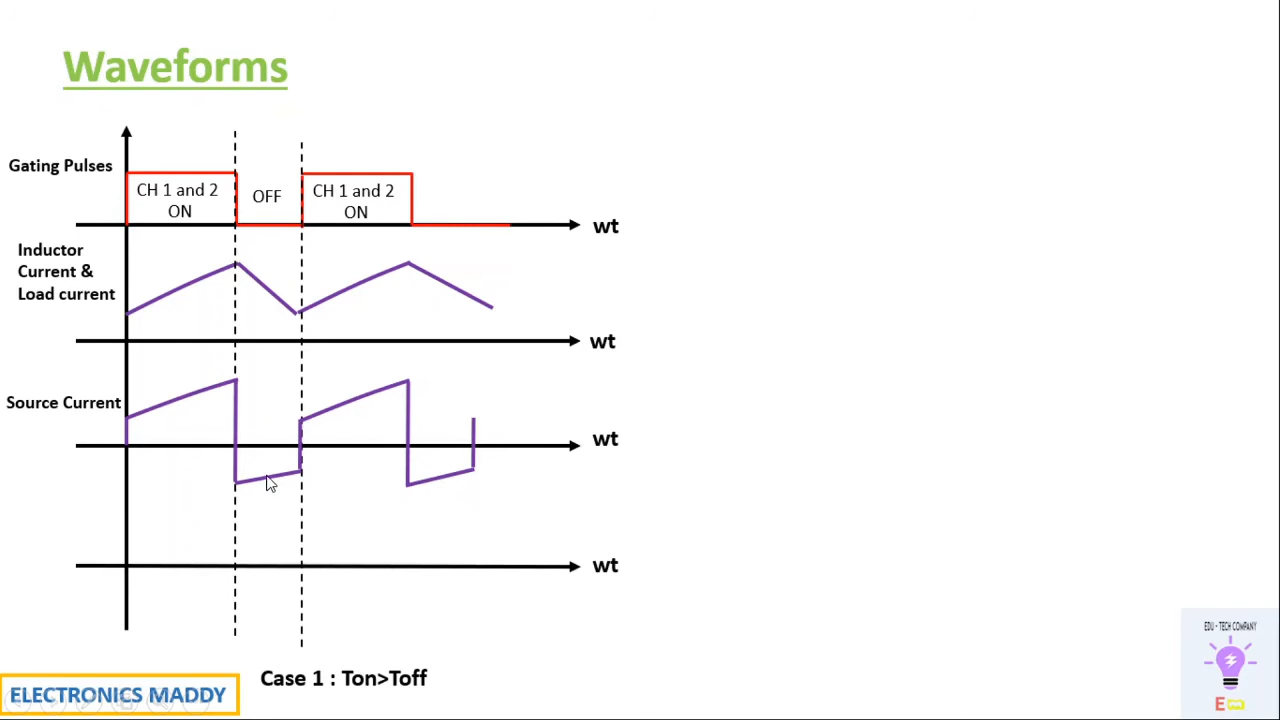 Waveforms
Gating Pulses
CH 1 and 2
ON
OFF
CH 1 and 2
ON
wt
Inductor
Current &
Load current
wt
Source Current
wt
wt
Case 1 : Ton>Toff
ELECTRONICS MADDY
EDU - TECH COMPANY
E